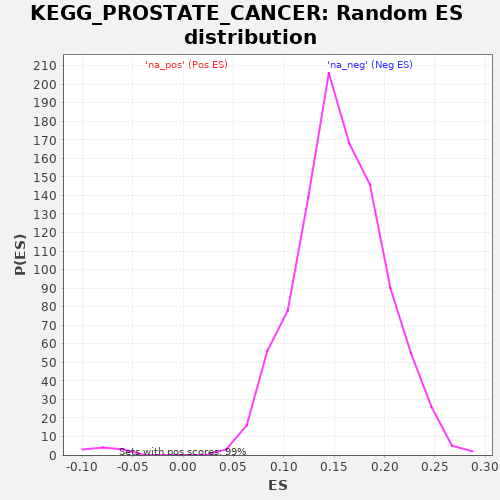 KEGG_PROSTATE_CANCER: Random ES
distribution
'na_pos' (Pos ES)
'na_neg' (Neg ES)
P(ES)
210
200
190
180
170
160
150
140
130
120
110
100
90
80
70
60
50
40
30
20
10
0
Sets with pos scores: 99%
-0.10 -0.05 0.00 0.05 0.10 0.15 0.20 0.25 0.30
ES